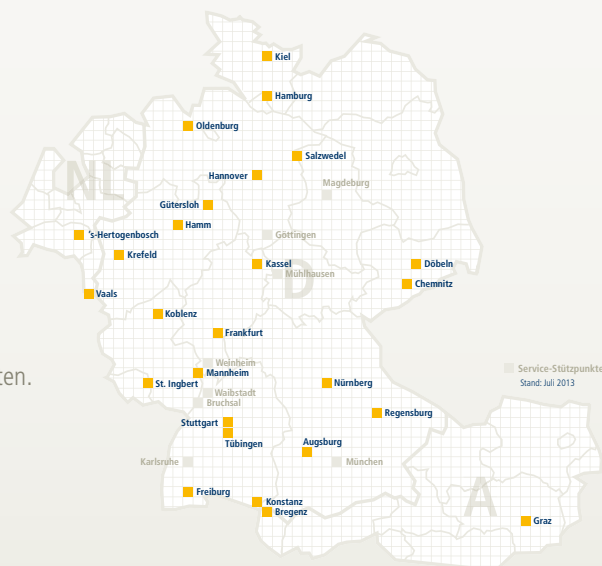 Kiel
Hamburg
Oldenburg
Salzwedel
Hannover
NL
Magdeburg
Gütersloh
Hamm
's-Hertogenbosch
Göttingen
Krefeld
Kassel
Döbeln
Mühlhausen
D
Chemnitz
Vaals
Koblenz
Frankfurt
Weinheim
Service-Stützpunkte
Mannheim
ten.
St. Ingbert
Nürnberg
Stand: Juli 2013
Waibstadt
Bruchsal
Regensburg
Stuttgart
Tübingen
Augsburg
Karlsruhe
München
Freiburg
A
Konstanz
Bregenz
Graz